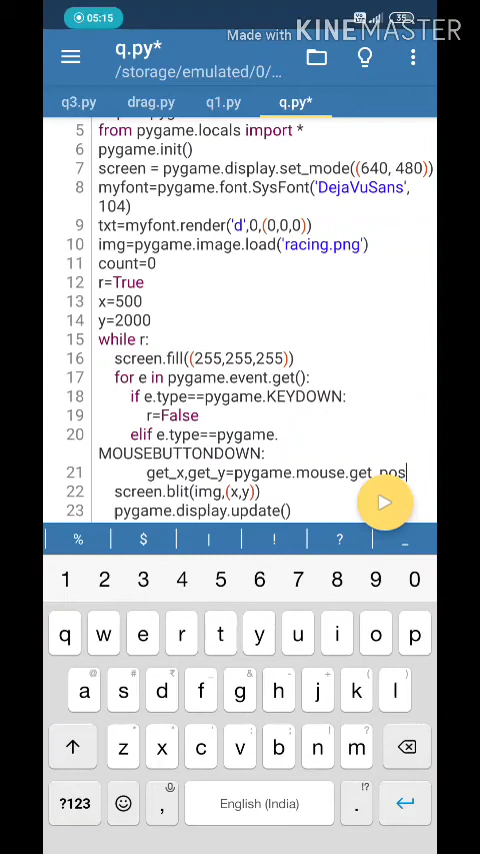 05:15
35
Made with KINEMASTER
q.py*
/storage/emulated/0/...
q3.py drag.py q1.py q.py*
5 from pygame.locals import *
6 pygame.init()
7 screen = pygame.display.set_mode((640, 480))
8 myfont=pygame.font.SysFont('DejaVuSans',
104)
9 txt=myfont.render('d',0,(0,0,0))
10 img=pygame.image.load('racing.png')
11 count=0
12 r=True
13 x=500
14 y=2000
15 while r:
16 screen.fill((255,255,255))
17 for e in pygame.event.get():
18 if e.type==pygame.KEYDOWN:
19 r=False
20 elif e.type==pygame.
MOUSEBUTTONDOWN:
21 get_x,get_y=pygame.mouse.get_pos
22 screen.blit(img,(x,y))
23 pygame.display.update()
% $ | ! ? _
1 2 3 4 5 6 7 8 9 0
q w e r t y u i o p
@ # ₹ _ & - + ( )
a s d f g h j k l
* " ' : ; ! ?
z x c v b n m
?123 , English (India) . !?